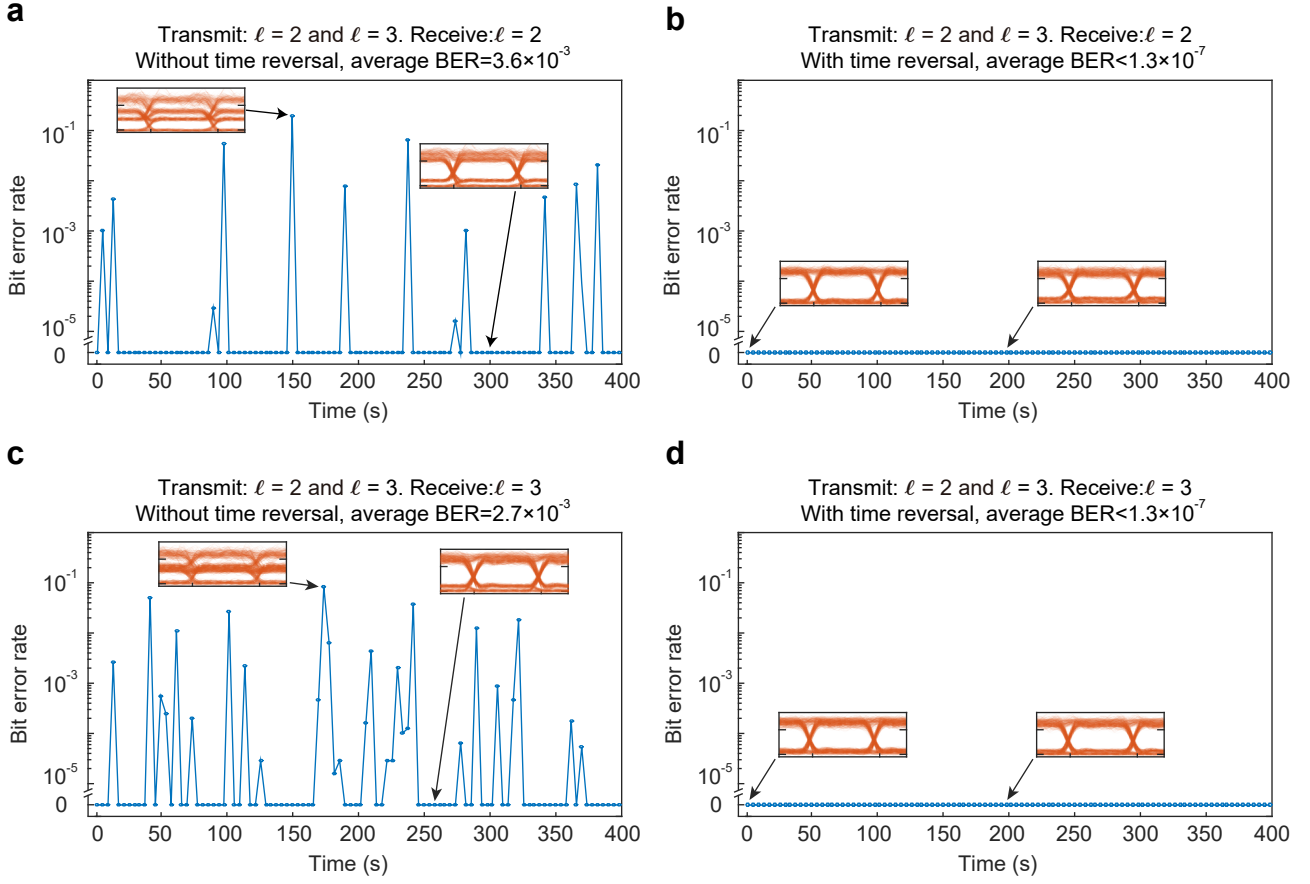 a
Transmit: ℓ = 2 and ℓ = 3. Receive:ℓ = 2
Without time reversal, average BER=3.6×10⁻³
Bit error rate
10⁻¹
10⁻³
10⁻⁵
0
0 50 100 150 200 250 300 350 400
Time (s)
b
Transmit: ℓ = 2 and ℓ = 3. Receive:ℓ = 2
With time reversal, average BER<1.3×10⁻⁷
Bit error rate
10⁻¹
10⁻³
10⁻⁵
0
0 50 100 150 200 250 300 350 400
Time (s)
c
Transmit: ℓ = 2 and ℓ = 3. Receive:ℓ = 3
Without time reversal, average BER=2.7×10⁻³
Bit error rate
10⁻¹
10⁻³
10⁻⁵
0
0 50 100 150 200 250 300 350 400
Time (s)
d
Transmit: ℓ = 2 and ℓ = 3. Receive:ℓ = 3
With time reversal, average BER<1.3×10⁻⁷
Bit error rate
10⁻¹
10⁻³
10⁻⁵
0
0 50 100 150 200 250 300 350 400
Time (s)